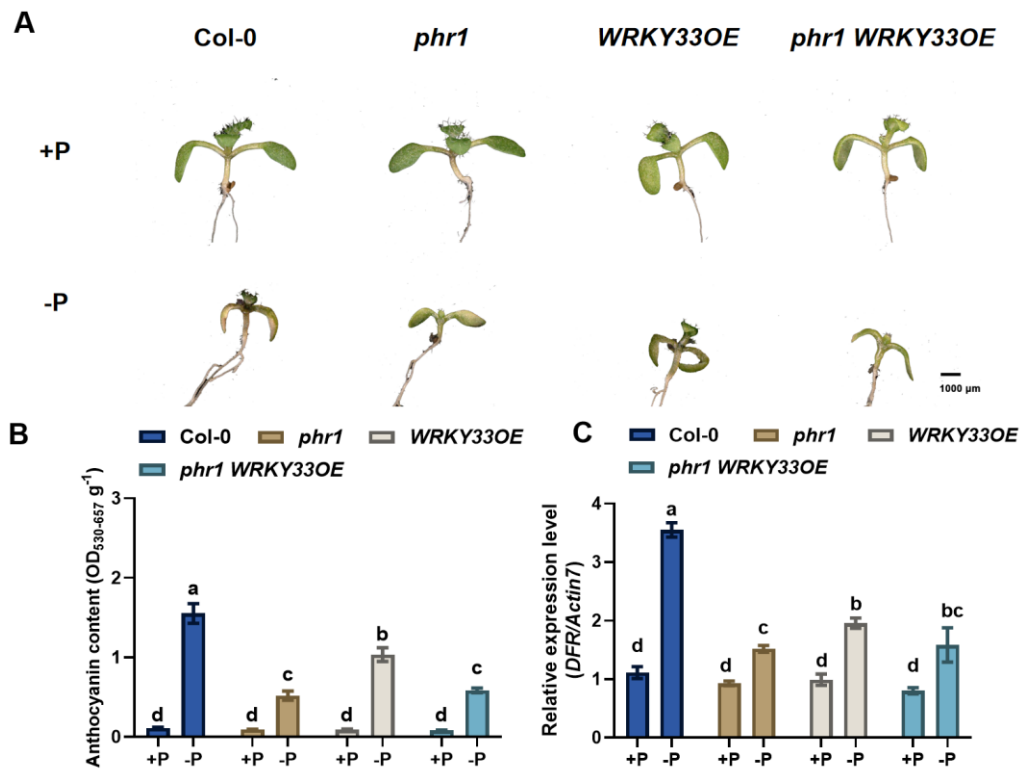 A
Col-0 phr1 WRKY33OE phr1 WRKY33OE
+P
-P
1000 µm
B
Col-0 phr1 WRKY33OE
phr1 WRKY33OE
Anthocyanin content (OD530-657 g-1)
3
2
1
0
d a d c d b d c
+P -P +P -P +P -P +P -P
C
Col-0 phr1 WRKY33OE
phr1 WRKY33OE
Relative expression level
(DFR/Actin7)
4
3
2
1
0
d a d c d b d bc
+P -P +P -P +P -P +P -P